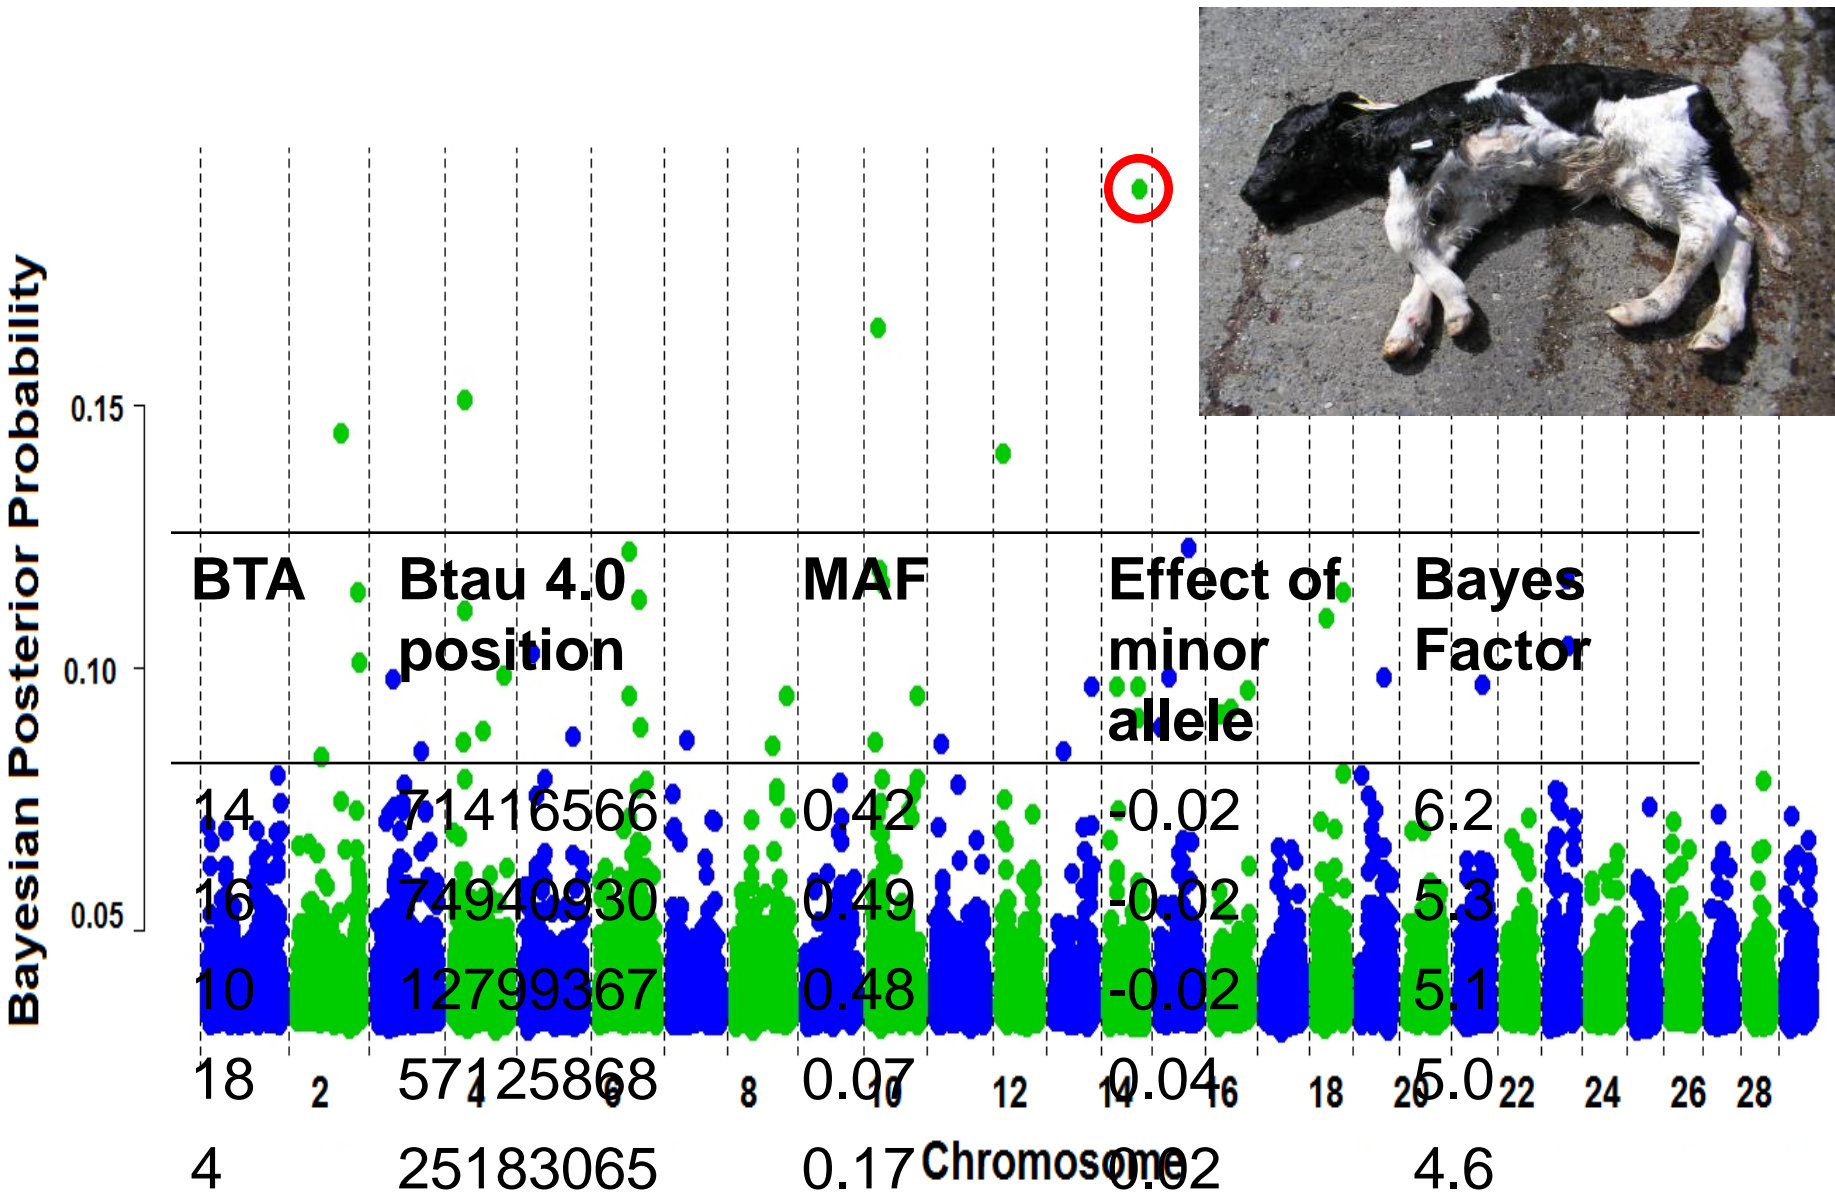 Bayesian Posterior Probability
0.15
0.10
0.05
BTA Btau 4.0 position MAF Effect of minor allele Bayes Factor
14 71416566 0.42 -0.02 6.2
16 74940930 0.49 -0.02 5.3
10 12799367 0.48 -0.02 5.1
18 57125868 0.07 0.04 5.0
4 25183065 0.17 0.02 4.6
2 4 6 8 10 12 14 16 18 20 22 24 26 28
Chromosome